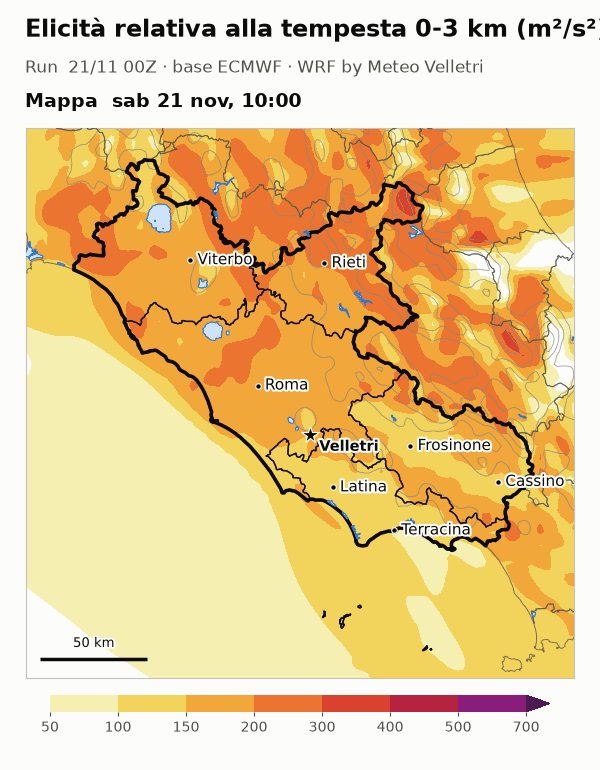 Elicità relativa alla tempesta 0-3 km (m²/s²)
Run  21/11 00Z · base ECMWF · WRF by Meteo Velletri
Mappa  sab 21 nov, 10:00
Viterbo
Rieti
Roma
Velletri
Frosinone
Latina
Cassino
Terracina
50 km
50 100 150 200 300 400 500 700